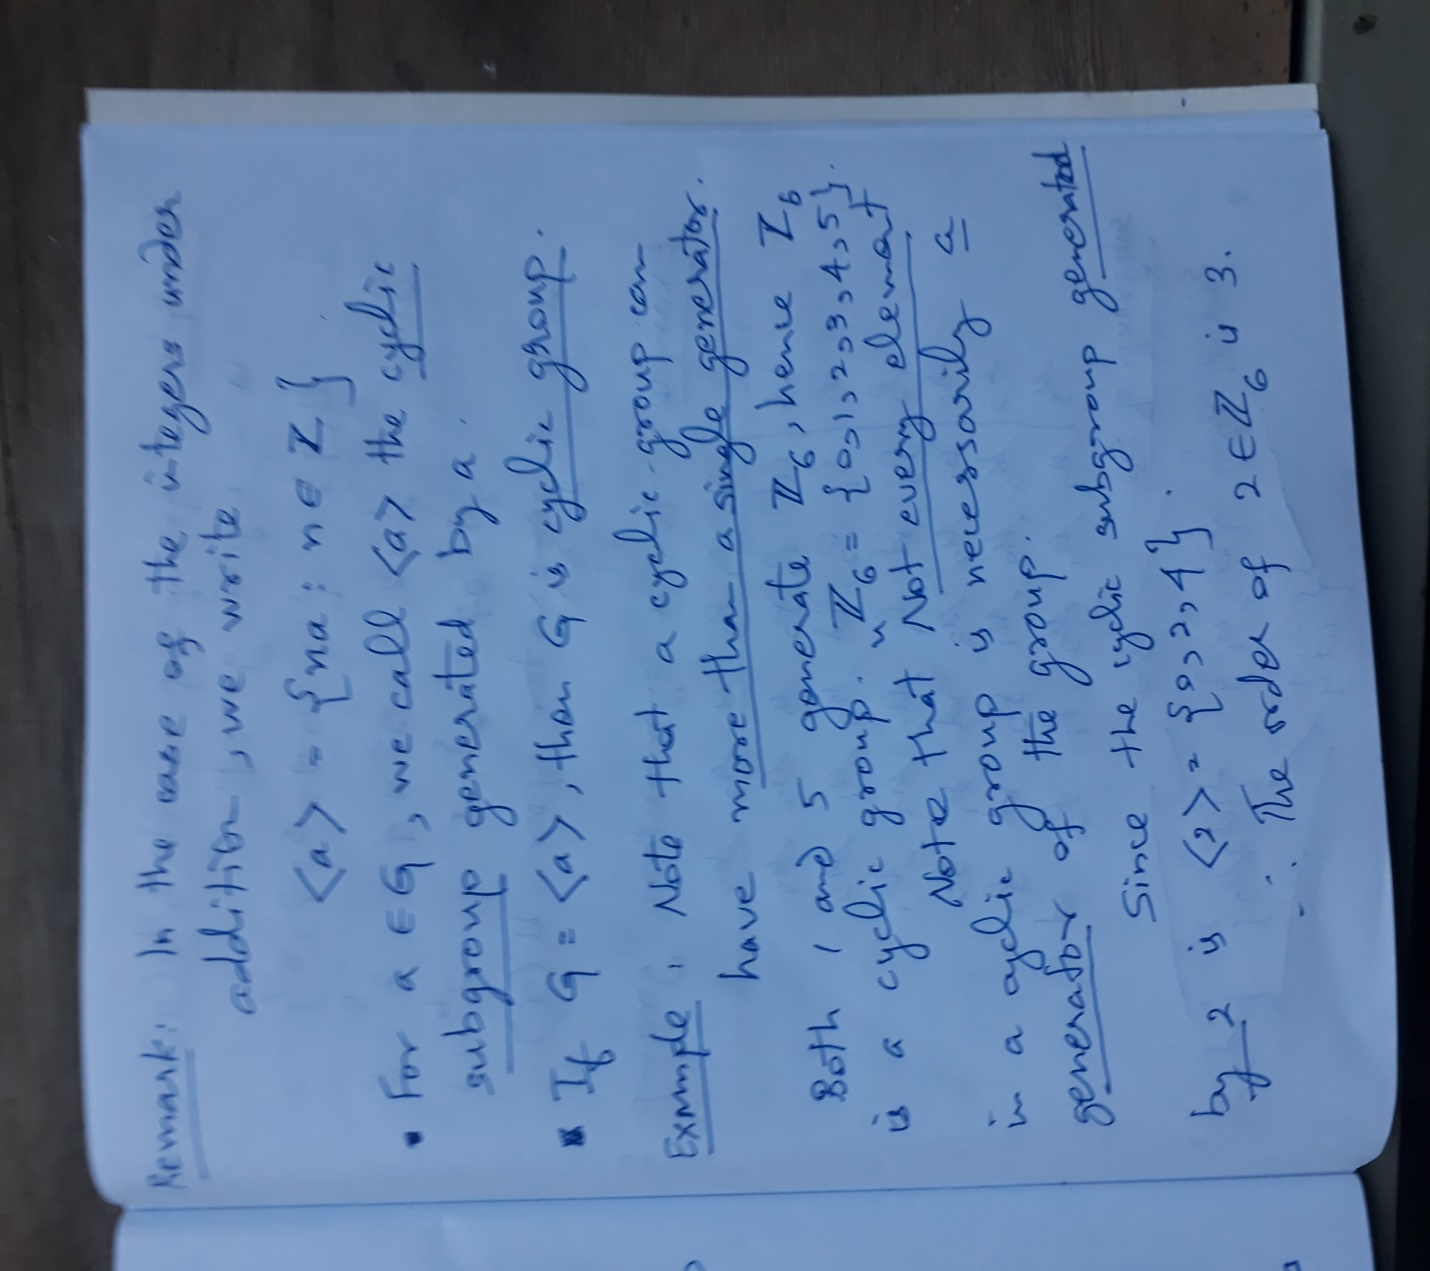 Remark: In the case of the integers under
addition, we write
<a> = {na : n ∈ ℤ}
• For a ∈ G, we call <a> the cyclic
subgroup generated by a.
• If G = <a>, than G is cyclic group.
Example: Note that a cyclic group can
have more than a single generator.
Both 1 and 5 generate ℤ₆, hence ℤ₆
is a cyclic group. ℤ₆ = {0,1,2,3,4,5}.
Note that Not every element
in a cyclic group is necessarily a
generator of the group.
Since the cyclic subgroup generated
by 2 is <2> = {0,2,4}.
∴ The order of 2 ∈ ℤ₆ is 3.